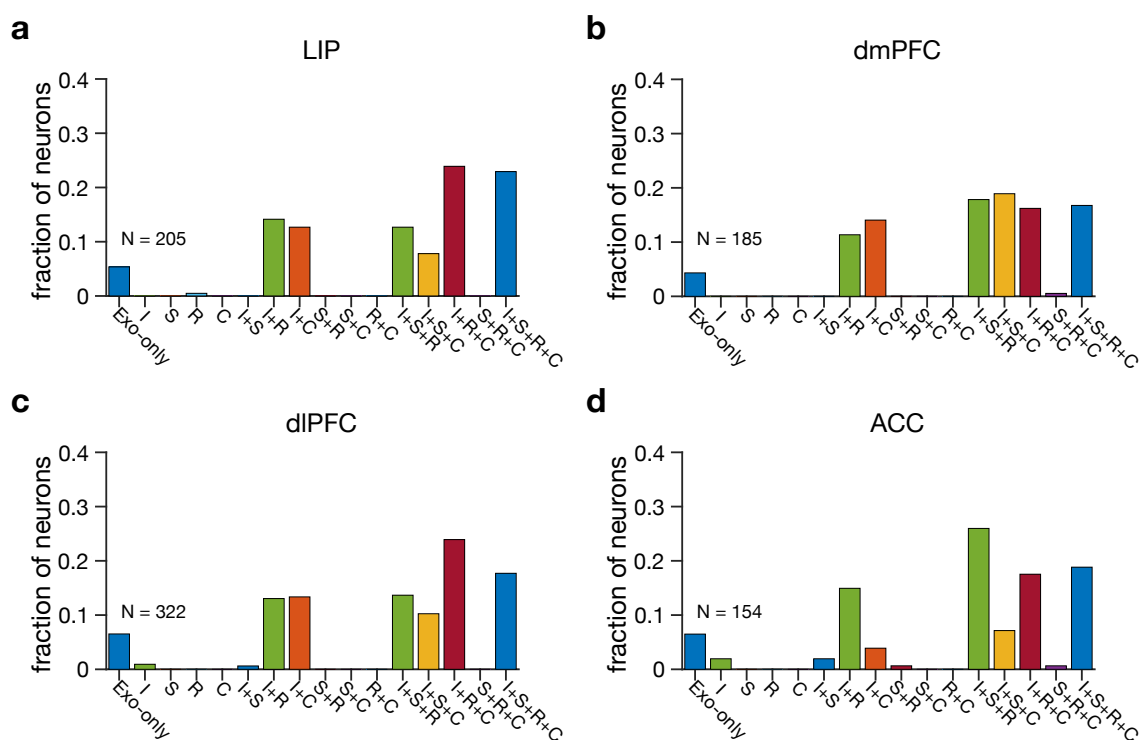 a
LIP
fraction of neurons
0.4
0.3
0.2
0.1
0
N = 205
Exo-only
I
S
R
C
I+S
I+R
I+C
S+R
S+C
R+C
I+S+R
I+S+C
I+R+C
S+R+C
I+S+R+C
b
dmPFC
fraction of neurons
0.4
0.3
0.2
0.1
0
N = 185
Exo-only
I
S
R
C
I+S
I+R
I+C
S+R
S+C
R+C
I+S+R
I+S+C
I+R+C
S+R+C
I+S+R+C
c
dlPFC
fraction of neurons
0.4
0.3
0.2
0.1
0
N = 322
Exo-only
I
S
R
C
I+S
I+R
I+C
S+R
S+C
R+C
I+S+R
I+S+C
I+R+C
S+R+C
I+S+R+C
d
ACC
fraction of neurons
0.4
0.3
0.2
0.1
0
N = 154
Exo-only
I
S
R
C
I+S
I+R
I+C
S+R
S+C
R+C
I+S+R
I+S+C
I+R+C
S+R+C
I+S+R+C